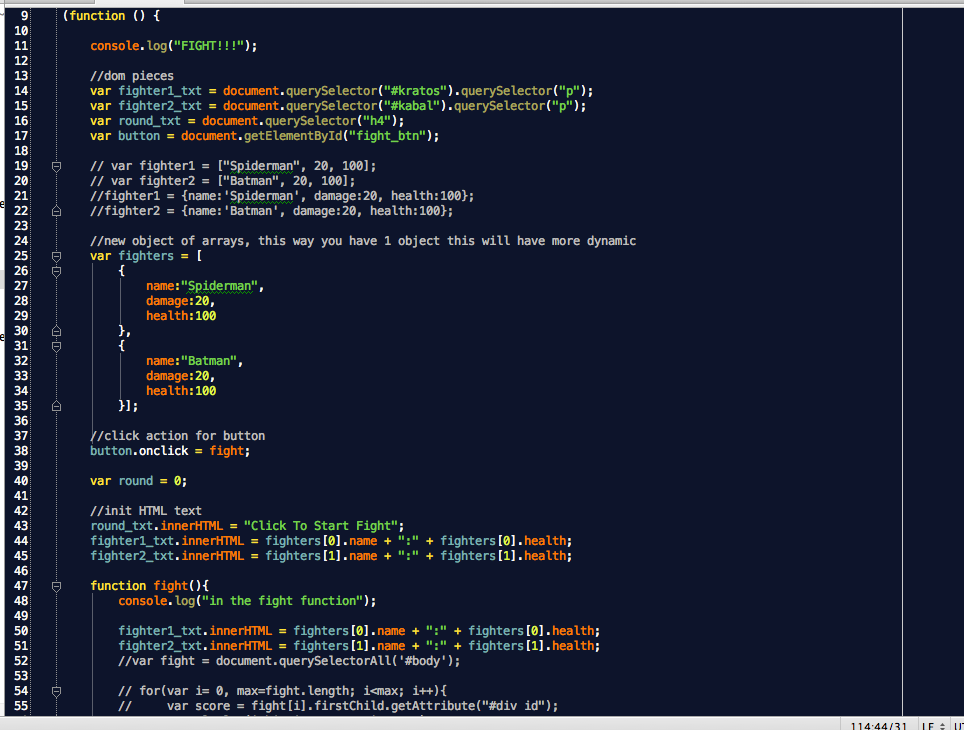 9 (function () {
10
11 console.log("FIGHT!!!");
12
13 //dom pieces
14 var fighter1_txt = document.querySelector("#kratos").querySelector("p");
15 var fighter2_txt = document.querySelector("#kabal").querySelector("p");
16 var round_txt = document.querySelector("h4");
17 var button = document.getElementById("fight_btn");
18
19 // var fighter1 = ["Spiderman", 20, 100];
20 // var fighter2 = ["Batman", 20, 100];
21 //fighter1 = {name:'Spiderman', damage:20, health:100};
22 //fighter2 = {name:'Batman', damage:20, health:100};
23
24 //new object of arrays, this way you have 1 object this will have more dynamic
25 var fighters = [
26 {
27 name:"Spiderman",
28 damage:20,
29 health:100
30 },
31 {
32 name:"Batman",
33 damage:20,
34 health:100
35 }];
36
37 //click action for button
38 button.onclick = fight;
39
40 var round = 0;
41
42 //init HTML text
43 round_txt.innerHTML = "Click To Start Fight";
44 fighter1_txt.innerHTML = fighters[0].name + ":" + fighters[0].health;
45 fighter2_txt.innerHTML = fighters[1].name + ":" + fighters[1].health;
46
47 function fight(){
48 console.log("in the fight function");
49
50 fighter1_txt.innerHTML = fighters[0].name + ":" + fighters[0].health;
51 fighter2_txt.innerHTML = fighters[1].name + ":" + fighters[1].health;
52 //var fight = document.querySelectorAll('#body');
53
54 // for(var i= 0, max=fight.length; i<max; i++){
55 // var score = fight[i].firstChild.getAttribute("#div id");
114:44/31 LF